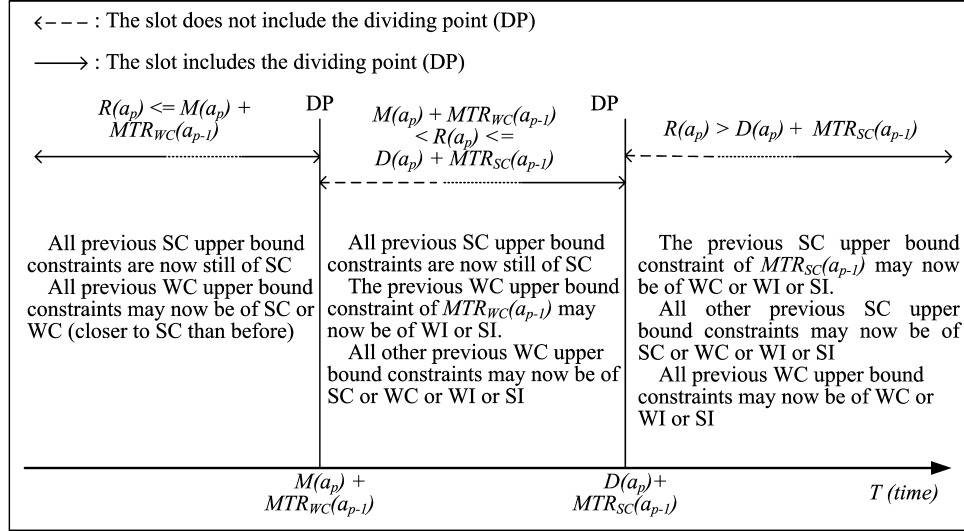 : The slot does not include the dividing point (DP)
: The slot includes the dividing point (DP)
R(ap) <= M(ap) +
MTRWC(ap-1)
DP
M(ap) + MTRWC(ap-1)
< R(ap) <=
D(ap) + MTRSC(ap-1)
DP
R(ap) > D(ap) + MTRSC(ap-1)
All previous SC upper bound
constraints are now still of SC
All previous WC upper bound
constraints may now be of SC or
WC (closer to SC than before)
All previous SC upper bound
constraints are now still of SC
The previous WC upper bound
constraint of MTRWC(ap-1) may
now be of WI or SI.
All other previous WC upper
bound constraints may now be of
SC or WC or WI or SI
The previous SC upper bound
constraint of MTRSC(ap-1) may now
be of WC or WI or SI.
All other previous SC upper
bound constraints may now be of
SC or WC or WI or SI
All previous WC upper bound
constraints may now be of WC or
WI or SI
M(ap) +
MTRWC(ap-1)
D(ap)+
MTRSC(ap-1)
T (time)